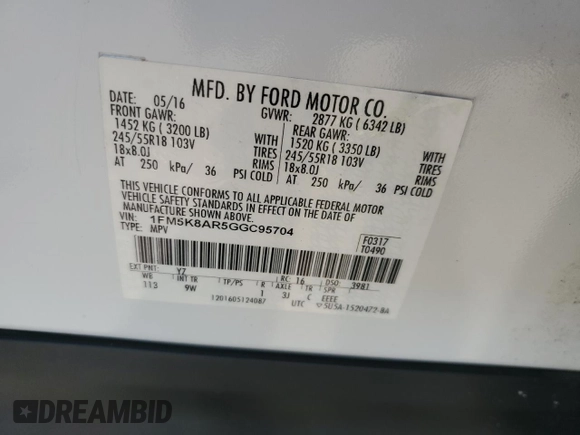 MFD. BY FORD MOTOR CO.
DATE: 05/16 GVWR: 2877 KG ( 6342 LB)
FRONT GAWR: REAR GAWR:
1452 KG ( 3200 LB) WITH 1520 KG ( 3350 LB) WITH
245/55R18 103V TIRES 245/55R18 103V TIRES
18x8.0J RIMS 18x8.0J RIMS
AT 250 kPa/ 36 PSI COLD AT 250 kPa/ 36 PSI COLD
THIS VEHICLE CONFORMS TO ALL APPLICABLE FEDERAL MOTOR
VEHICLE SAFETY STANDARDS IN EFFECT ON THE DATE OF
MANUFACTURE SHOWN ABOVE.
VIN: 1FM5K8AR5GGC95704 F0317
TYPE: MPV T0490
EXT PNT: YZ RC: 16 DSO: 3981
WB INT TR TP/PS R AXLE TR SPR
113 9W 1 3J C EEEE
1201605124087 UTC 5U5A-1520472-BA
DREAMBID